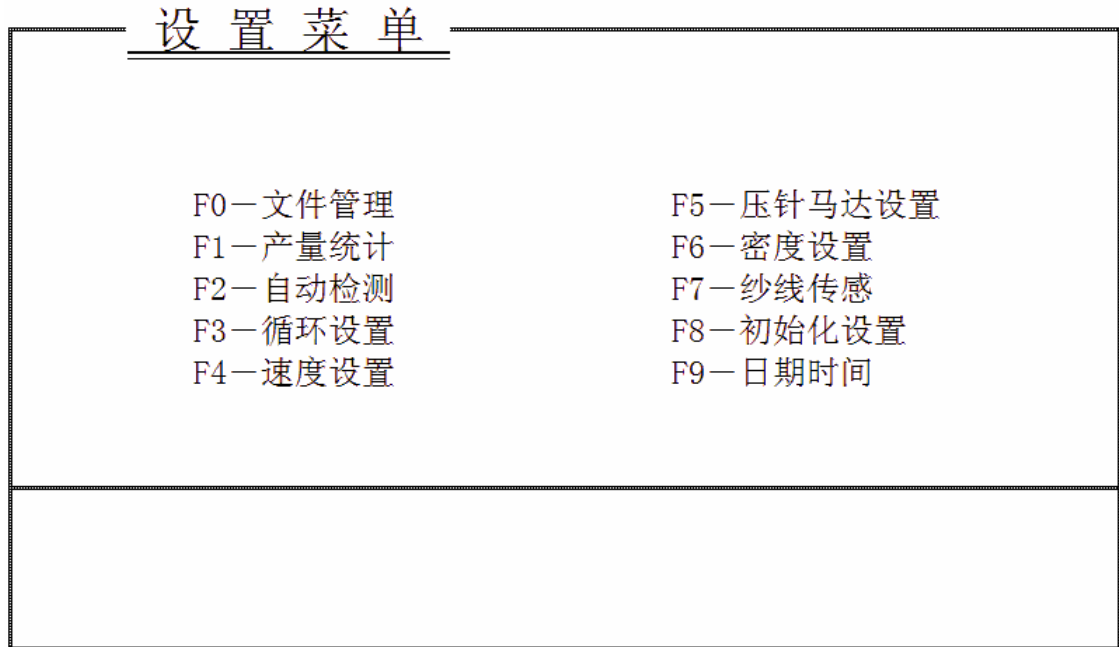 设置菜单
F0－文件管理
F1－产量统计
F2－自动检测
F3－循环设置
F4－速度设置
F5－压针马达设置
F6－密度设置
F7－纱线传感
F8－初始化设置
F9－日期时间